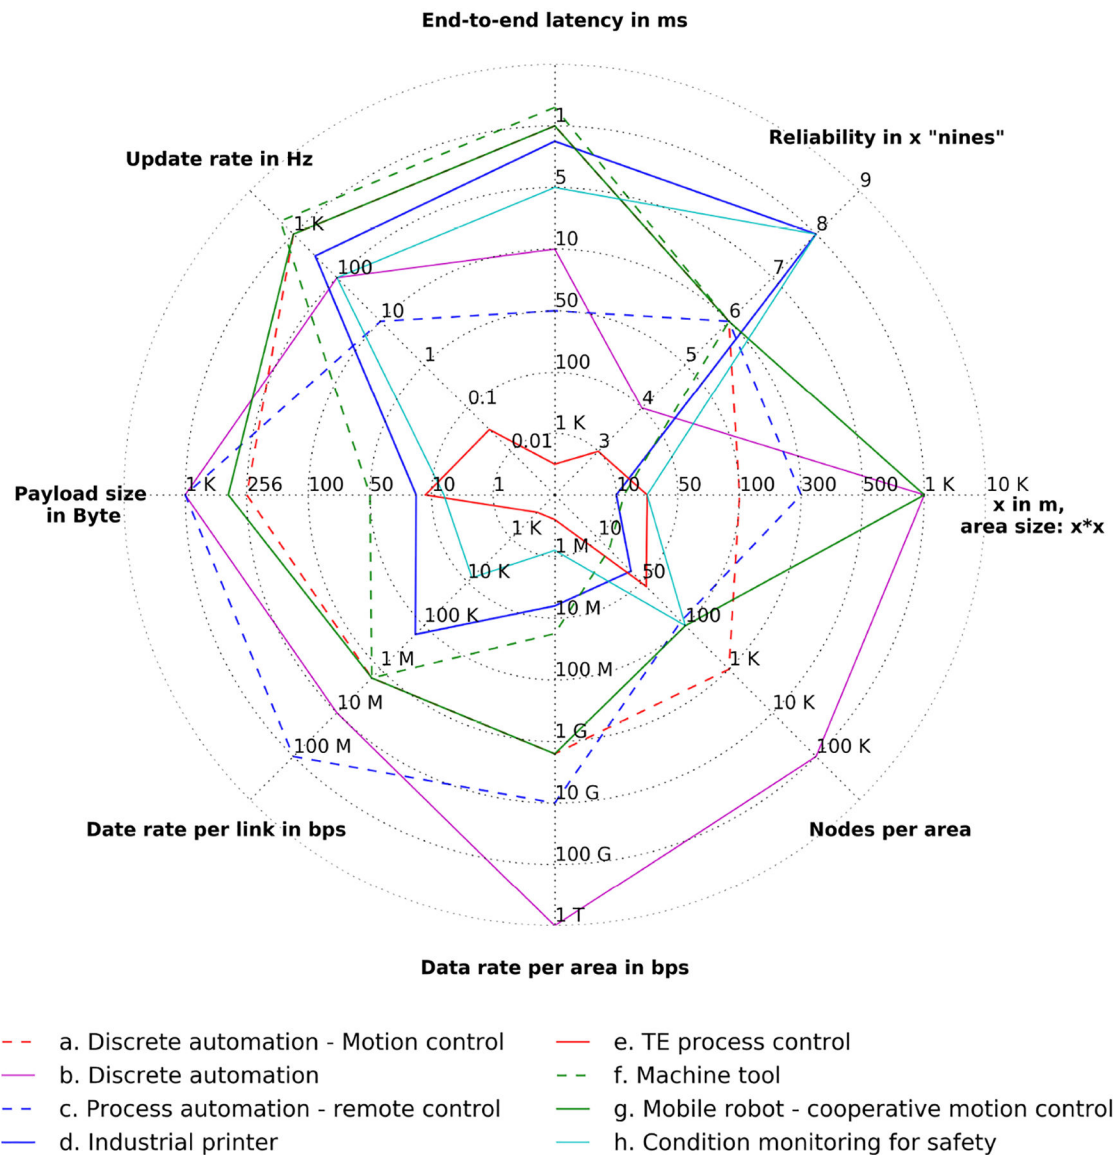 End-to-end latency in ms
Reliability in x "nines"
Update rate in Hz
9
1
1 K
8
5
100
7
10
10
50
6
1
5
100
0.1
4
1 K
0.01
3
Payload size
in Byte
1 K
256
100
50
10
1
10
50
100
300
500
1 K
10 K
x in m,
area size: x*x
1 K
10
1 M
10 K
50
10 M
100 K
100
100 M
1 M
1 K
1 G
10 M
10 K
100 M
100 K
10 G
Date rate per link in bps
Nodes per area
100 G
1 T
Data rate per area in bps
a. Discrete automation - Motion control
b. Discrete automation
c. Process automation - remote control
d. Industrial printer
e. TE process control
f. Machine tool
g. Mobile robot - cooperative motion control
h. Condition monitoring for safety